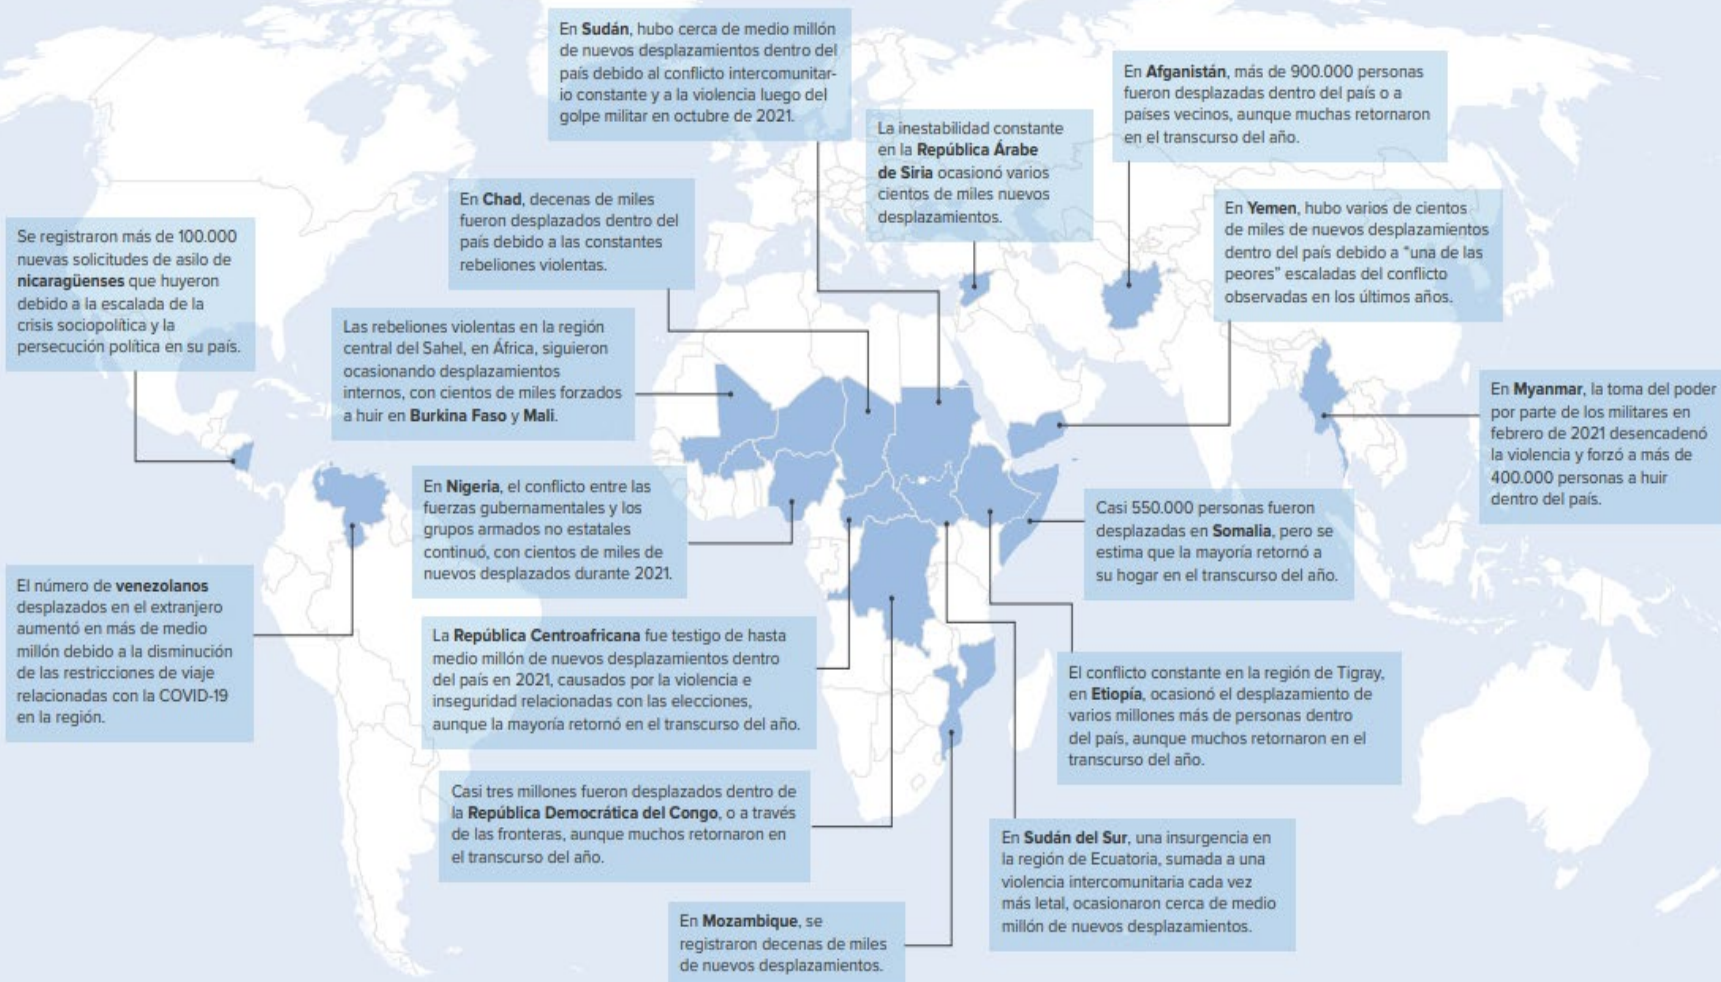 En Sudán, hubo cerca de medio millón
de nuevos desplazamientos dentro del
país debido al conflicto intercomunitar-
io constante y a la violencia luego del
golpe militar en octubre de 2021.
En Afganistán, más de 900.000 personas
fueron desplazadas dentro del país o a
países vecinos, aunque muchas retornaron
en el transcurso del año.
La inestabilidad constante
en la República Árabe
de Siria ocasionó varios
cientos de miles nuevos
desplazamientos.
En Chad, decenas de miles
fueron desplazados dentro del
país debido a las constantes
rebeliones violentas.
En Yemen, hubo varios de cientos
de miles de nuevos desplazamientos
dentro del país debido a “una de las
peores” escaladas del conflicto
observadas en los últimos años.
Se registraron más de 100.000
nuevas solicitudes de asilo de
nicaragüenses que huyeron
debido a la escalada de la
crisis sociopolítica y la
persecución política en su país.
Las rebeliones violentas en la región
central del Sahel, en África, siguieron
ocasionando desplazamientos
internos, con cientos de miles forzados
a huir en Burkina Faso y Mali.
En Myanmar, la toma del poder
por parte de los militares en
febrero de 2021 desencadenó
la violencia y forzó a más de
400.000 personas a huir
dentro del país.
En Nigeria, el conflicto entre las
fuerzas gubernamentales y los
grupos armados no estatales
continuó, con cientos de miles de
nuevos desplazados durante 2021.
Casi 550.000 personas fueron
desplazadas en Somalia, pero se
estima que la mayoría retornó a
su hogar en el transcurso del año.
El número de venezolanos
desplazados en el extranjero
aumentó en más de medio
millón debido a la disminución
de las restricciones de viaje
relacionadas con la COVID-19
en la región.
La República Centroafricana fue testigo de hasta
medio millón de nuevos desplazamientos dentro
del país en 2021, causados por la violencia e
inseguridad relacionadas con las elecciones,
aunque la mayoría retornó en el transcurso del año.
El conflicto constante en la región de Tigray,
en Etiopía, ocasionó el desplazamiento de
varios millones más de personas dentro
del país, aunque muchos retornaron en el
transcurso del año.
Casi tres millones fueron desplazados dentro de
la República Democrática del Congo, o a través
de las fronteras, aunque muchos retornaron en
el transcurso del año.
En Sudán del Sur, una insurgencia en
la región de Ecuatoria, sumada a una
violencia intercomunitaria cada vez
más letal, ocasionaron cerca de medio
millón de nuevos desplazamientos.
En Mozambique, se
registraron decenas de miles
de nuevos desplazamientos.